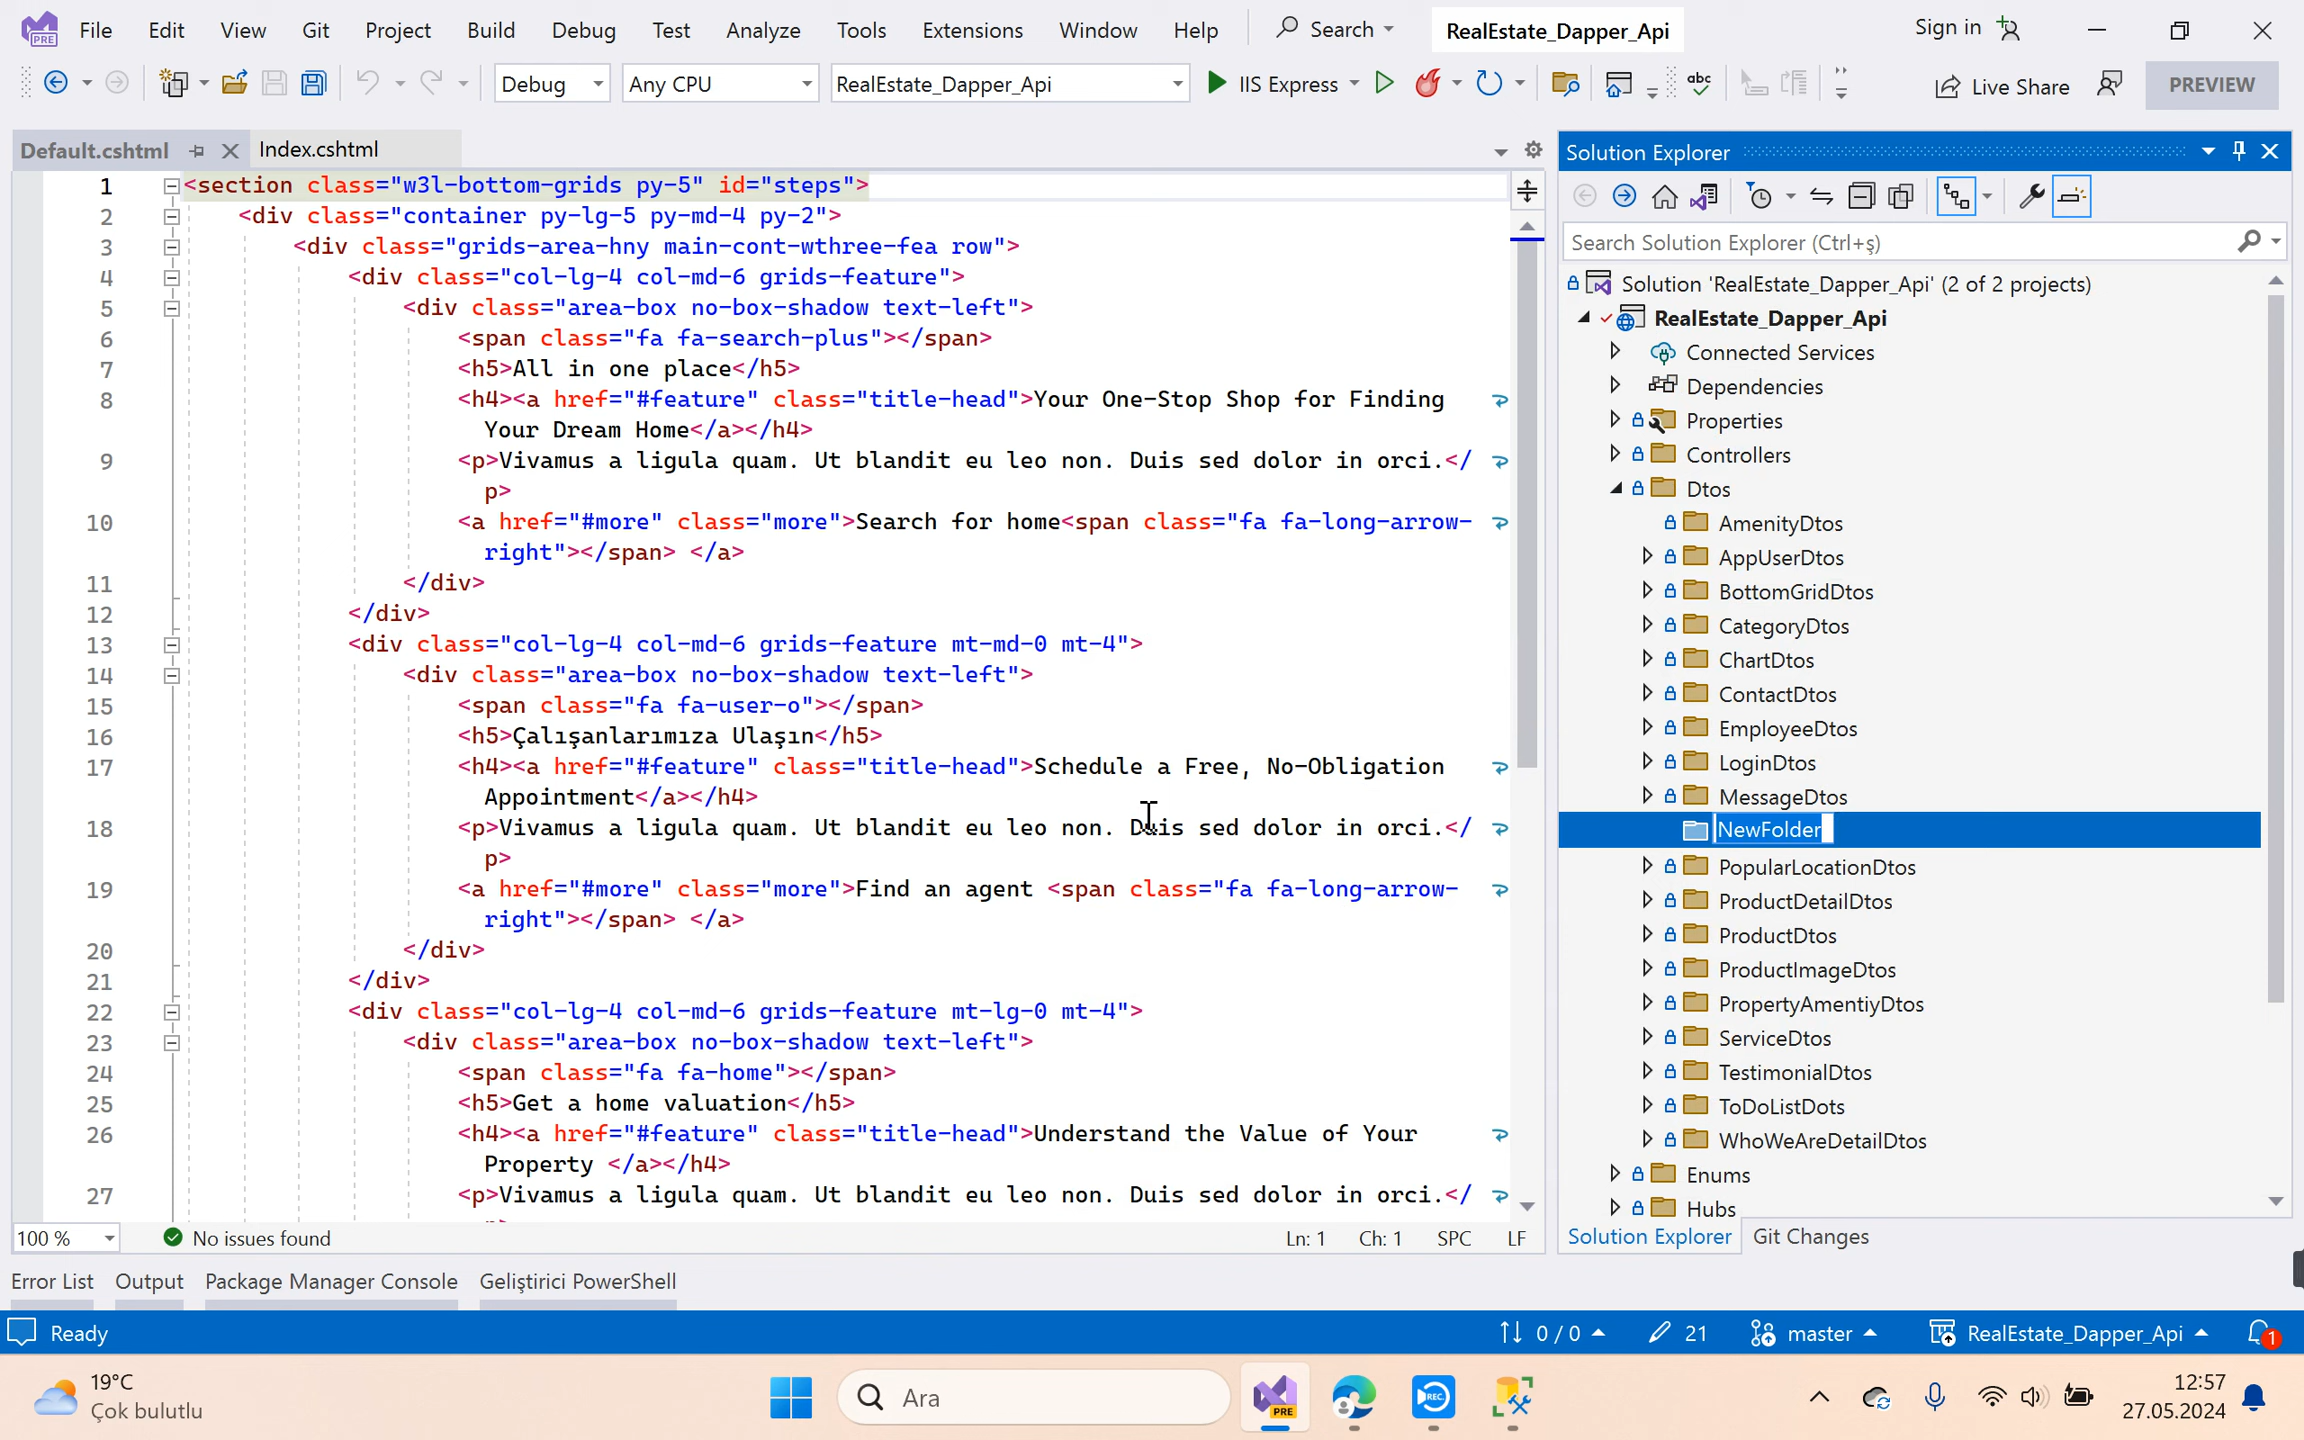 PRE
File Edit View Git Project Build Debug Test Analyze Tools Extensions Window Help Search RealEstate_Dapper_Api Sign in
Debug Any CPU RealEstate_Dapper_Api IIS Express abc Live Share PREVIEW
Default.cshtml Index.cshtml
1 <section class="w3l-bottom-grids py-5" id="steps">
2 <div class="container py-lg-5 py-md-4 py-2">
3 <div class="grids-area-hny main-cont-wthree-fea row">
4 <div class="col-lg-4 col-md-6 grids-feature">
5 <div class="area-box no-box-shadow text-left">
6 <span class="fa fa-search-plus"></span>
7 <h5>All in one place</h5>
8 <h4><a href="#feature" class="title-head">Your One-Stop Shop for Finding
Your Dream Home</a></h4>
9 <p>Vivamus a ligula quam. Ut blandit eu leo non. Duis sed dolor in orci.</
p>
10 <a href="#more" class="more">Search for home<span class="fa fa-long-arrow-
right"></span> </a>
11 </div>
12 </div>
13 <div class="col-lg-4 col-md-6 grids-feature mt-md-0 mt-4">
14 <div class="area-box no-box-shadow text-left">
15 <span class="fa fa-user-o"></span>
16 <h5>Çalışanlarımıza Ulaşın</h5>
17 <h4><a href="#feature" class="title-head">Schedule a Free, No-Obligation
Appointment</a></h4>
18 <p>Vivamus a ligula quam. Ut blandit eu leo non. Duis sed dolor in orci.</
p>
19 <a href="#more" class="more">Find an agent <span class="fa fa-long-arrow-
right"></span> </a>
20 </div>
21 </div>
22 <div class="col-lg-4 col-md-6 grids-feature mt-lg-0 mt-4">
23 <div class="area-box no-box-shadow text-left">
24 <span class="fa fa-home"></span>
25 <h5>Get a home valuation</h5>
26 <h4><a href="#feature" class="title-head">Understand the Value of Your
Property </a></h4>
27 <p>Vivamus a ligula quam. Ut blandit eu leo non. Duis sed dolor in orci.</
100 % No issues found Ln: 1 Ch: 1 SPC LF
Solution Explorer
Search Solution Explorer (Ctrl+ş)
Solution 'RealEstate_Dapper_Api' (2 of 2 projects)
RealEstate_Dapper_Api
Connected Services
Dependencies
Properties
Controllers
Dtos
AmenityDtos
AppUserDtos
BottomGridDtos
CategoryDtos
ChartDtos
ContactDtos
EmployeeDtos
LoginDtos
MessageDtos
NewFolder
PopularLocationDtos
ProductDetailDtos
ProductDtos
ProductImageDtos
PropertyAmentiyDtos
ServiceDtos
TestimonialDtos
ToDoListDots
WhoWeAreDetailDtos
Enums
Hubs
Solution Explorer Git Changes
Error List Output Package Manager Console Geliştirici PowerShell
Ready 0 / 0 21 master RealEstate_Dapper_Api 1
19°C
Çok bulutlu
Ara
PRE
REC
12:57
27.05.2024